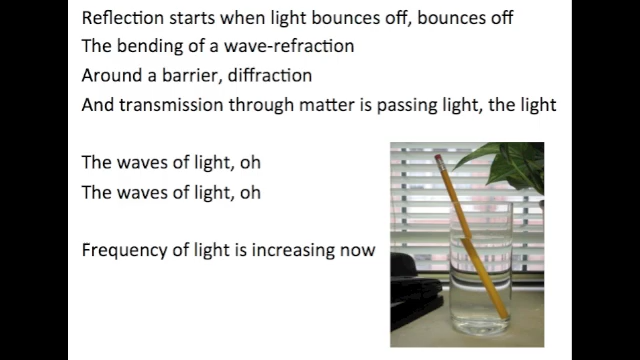 Reflection starts when light bounces off, bounces off
The bending of a wave-refraction
Around a barrier, diffraction
And transmission through matter is passing light, the light
The waves of light, oh
The waves of light, oh
Frequency of light is increasing now